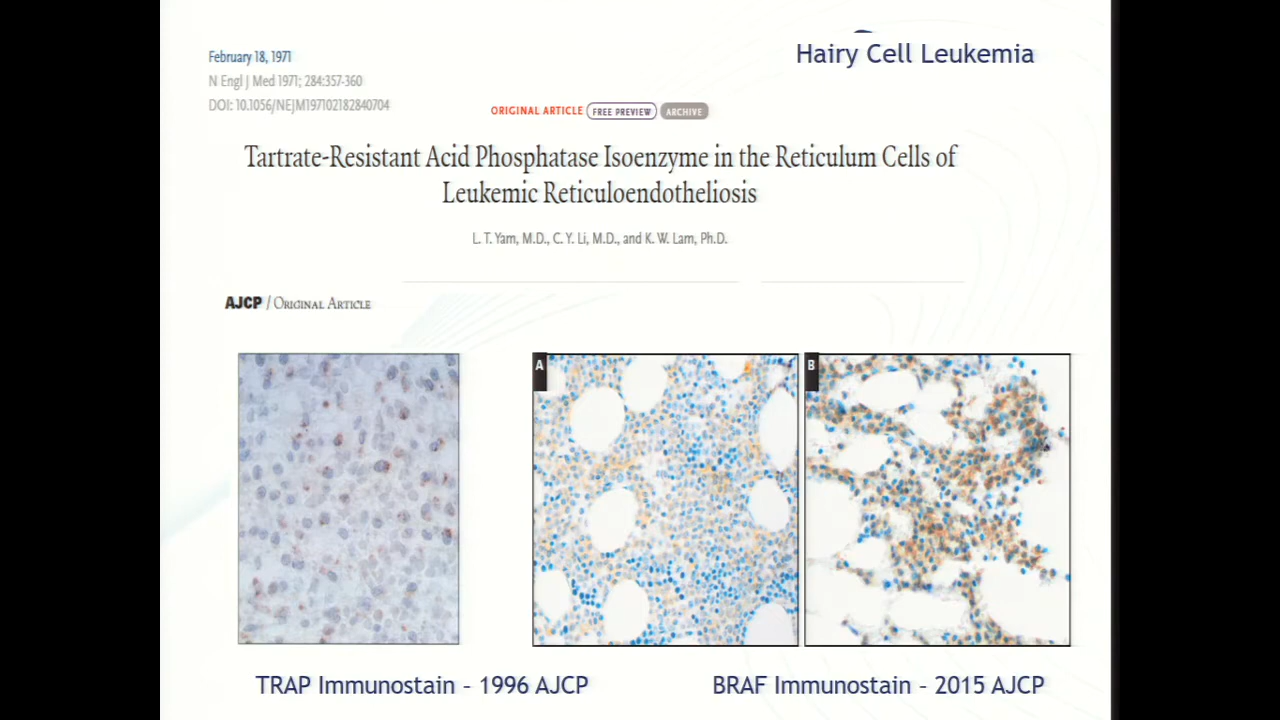 Hairy Cell Leukemia
February 18, 1971
N Engl J Med 1971; 284:357-360
DOI: 10.1056/NEJM197102182840704
ORIGINAL ARTICLE FREE PREVIEW ARCHIVE
Tartrate-Resistant Acid Phosphatase Isoenzyme in the Reticulum Cells of
Leukemic Reticuloendotheliosis
L. T. Yam, M.D., C. Y. Li, M.D., and K. W. Lam, Ph.D.
AJCP / ORIGINAL ARTICLE
A
B
TRAP Immunostain – 1996 AJCP
BRAF Immunostain – 2015 AJCP